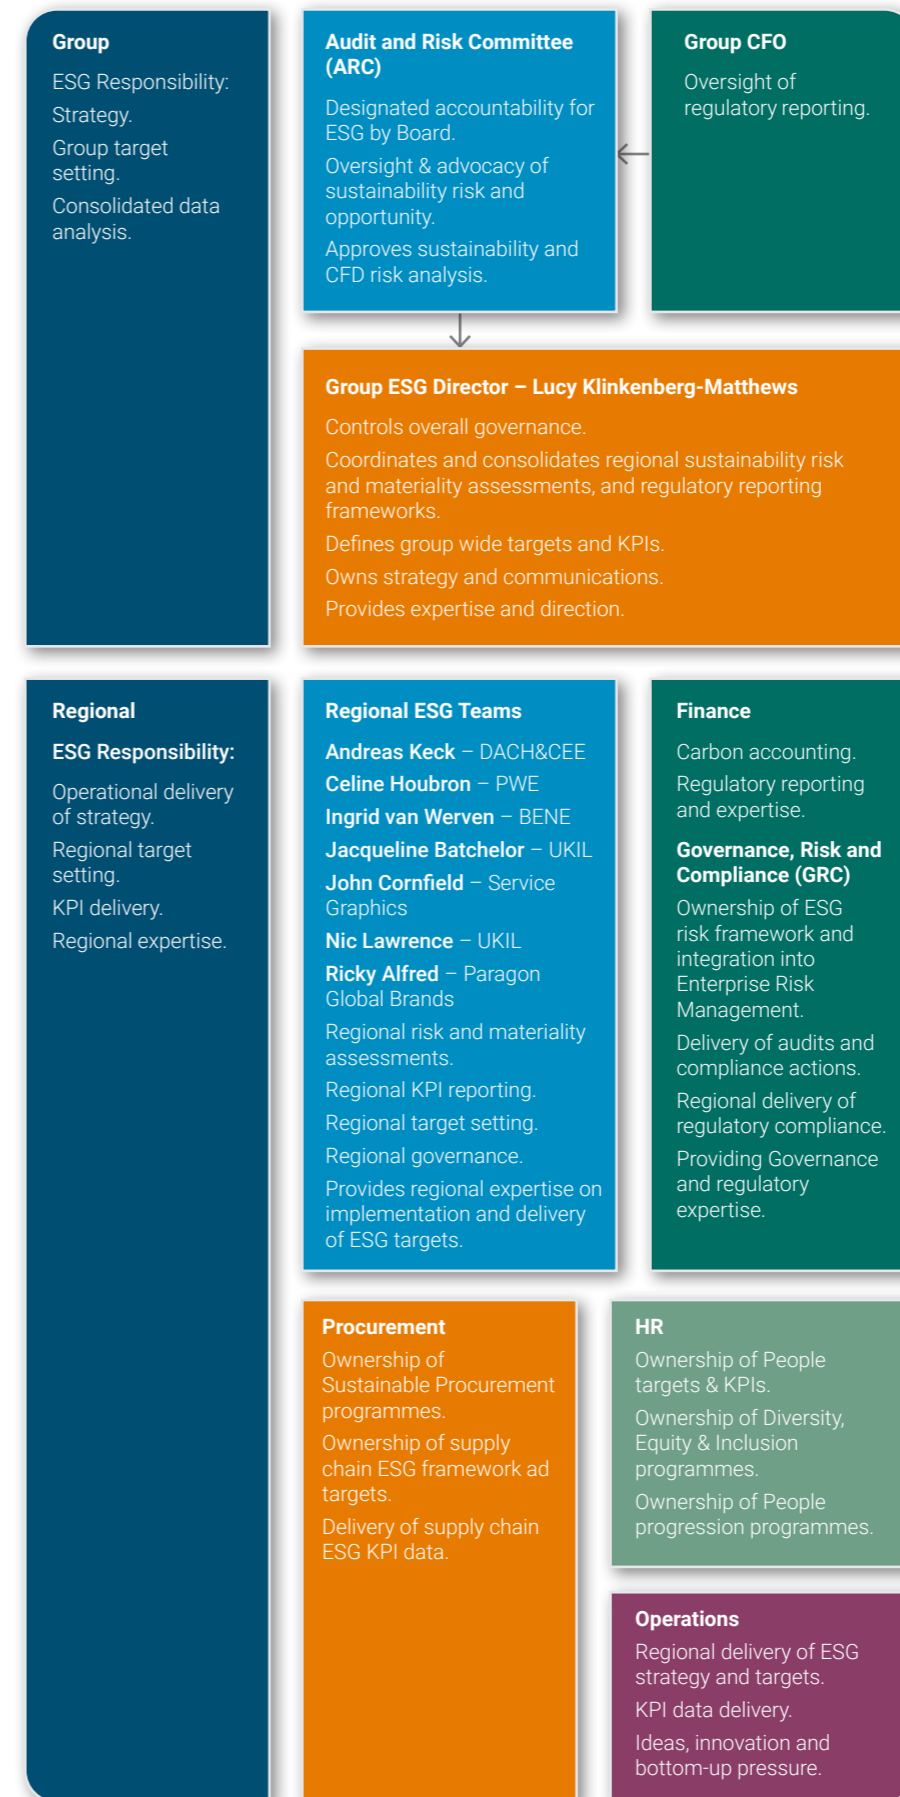 Group
ESG Responsibility:
Strategy.
Group target
setting.
Consolidated data
analysis.
Audit and Risk Committee
(ARC)
Designated accountability for
ESG by Board.
Oversight & advocacy of
sustainability risk and
opportunity.
Approves sustainability and
CFD risk analysis.
Group CFO
Oversight of
regulatory reporting.
Group ESG Director – Lucy Klinkenberg-Matthews
Controls overall governance.
Coordinates and consolidates regional sustainability risk
and materiality assessments, and regulatory reporting
frameworks.
Defines group wide targets and KPIs.
Owns strategy and communications.
Provides expertise and direction.
Regional
ESG Responsibility:
Operational delivery
of strategy.
Regional target
setting.
KPI delivery.
Regional expertise.
Regional ESG Teams
Andreas Keck – DACH&CEE
Celine Houbron – PWE
Ingrid van Werven – BENE
Jacqueline Batchelor – UKIL
John Cornfield – Service
Graphics
Nic Lawrence – UKIL
Ricky Alfred – Paragon
Global Brands
Regional risk and materiality
assessments.
Regional KPI reporting.
Regional target setting.
Regional governance.
Provides regional expertise on
implementation and delivery
of ESG targets.
Finance
Carbon accounting.
Regulatory reporting
and expertise.
Governance, Risk and
Compliance (GRC)
Ownership of ESG
risk framework and
integration into
Enterprise Risk
Management.
Delivery of audits and
compliance actions.
Regional delivery of
regulatory compliance.
Providing Governance
and regulatory
expertise.
Procurement
Ownership of
Sustainable Procurement
programmes.
Ownership of supply
chain ESG framework ad
targets.
Delivery of supply chain
ESG KPI data.
HR
Ownership of People
targets & KPIs.
Ownership of Diversity,
Equity & Inclusion
programmes.
Ownership of People
progression programmes.
Operations
Regional delivery of ESG
strategy and targets.
KPI data delivery.
Ideas, innovation and
bottom-up pressure.